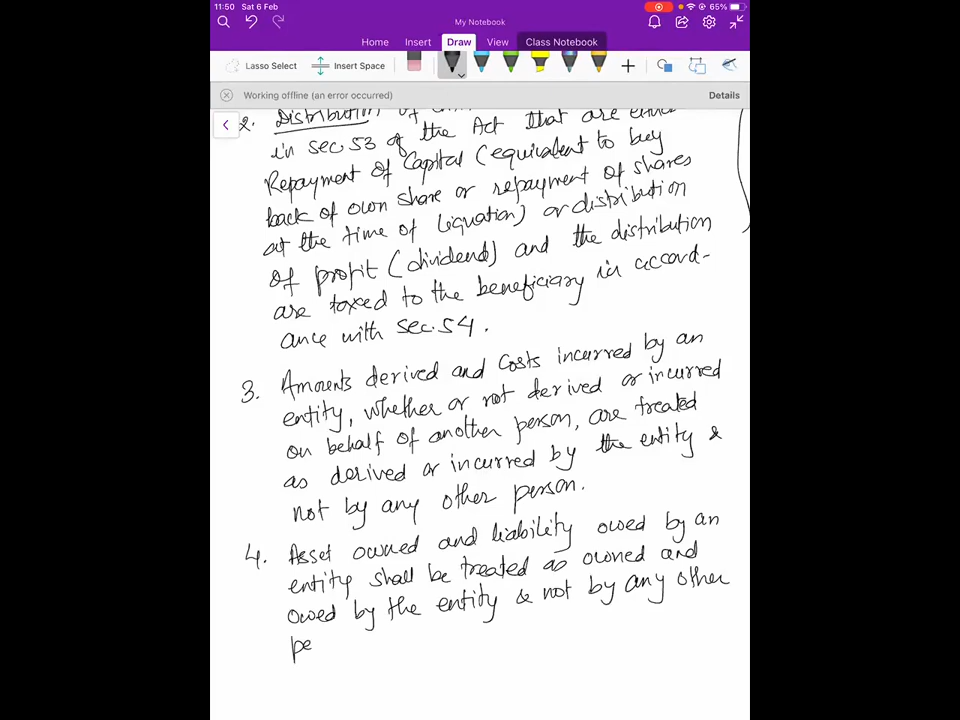 11:50 Sat 6 Feb
65%
My Notebook
Home Insert Draw View Class Notebook
Lasso Select Insert Space
Working offline (an error occurred) Details
2. Distribution of
in sec 53 of the Act that are either
Repayment of Capital (equivalent to buy
back of own share or repayment of shares
at the time of liquation) or distribution
of profit (dividend) and the distribution
are taxed to the beneficiary in accord-
ance with sec. 54.
3. Amounts derived and costs incurred by an
entity, whether or not derived or incurred
on behalf of another person, are treated
as derived or incurred by the entity &
not by any other person.
4. Asset owned and liability owed by an
entity shall be treated as owned and
owed by the entity & not by any other
pe